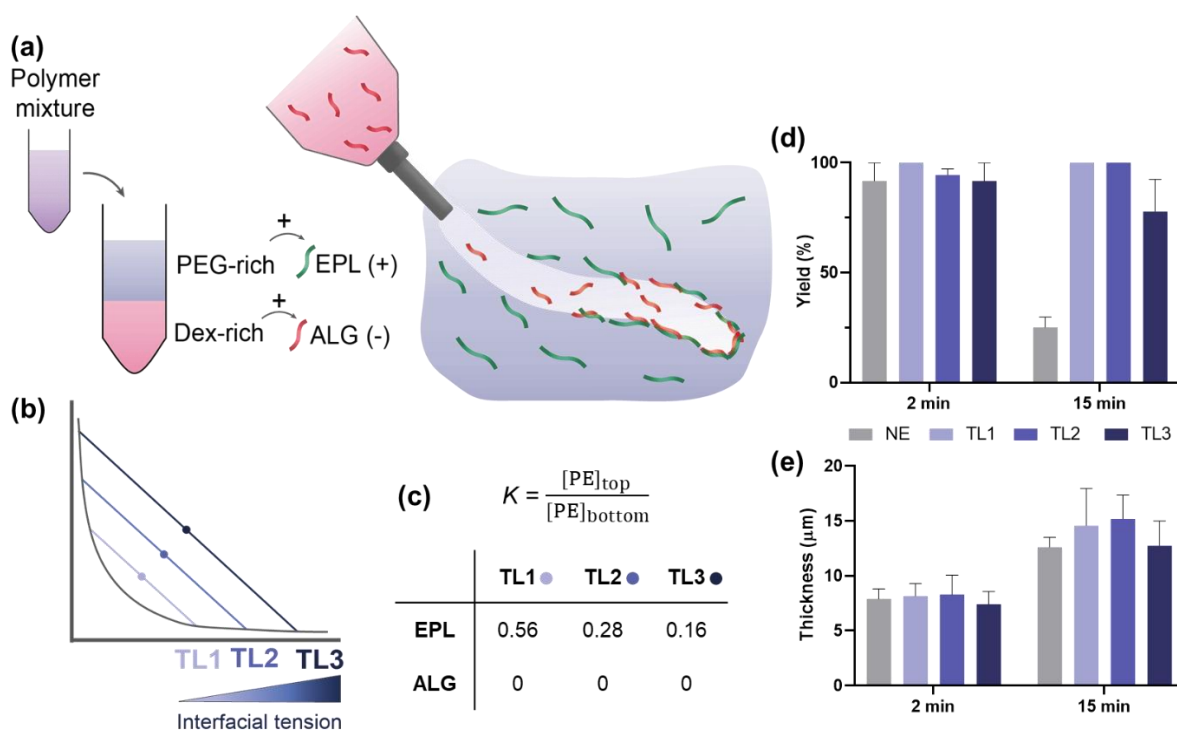 (a)
Polymer
mixture
PEG-rich + EPL (+)
Dex-rich + ALG (-)
(b)
TL1 TL2 TL3
Interfacial tension
(c)
K = [PE]top / [PE]bottom
TL1 TL2 TL3
EPL 0.56 0.28 0.16
ALG 0 0 0
(d)
Yield (%)
100
50
0
2 min 15 min
NE TL1 TL2 TL3
(e)
Thickness (μm)
20
15
10
5
0
2 min 15 min